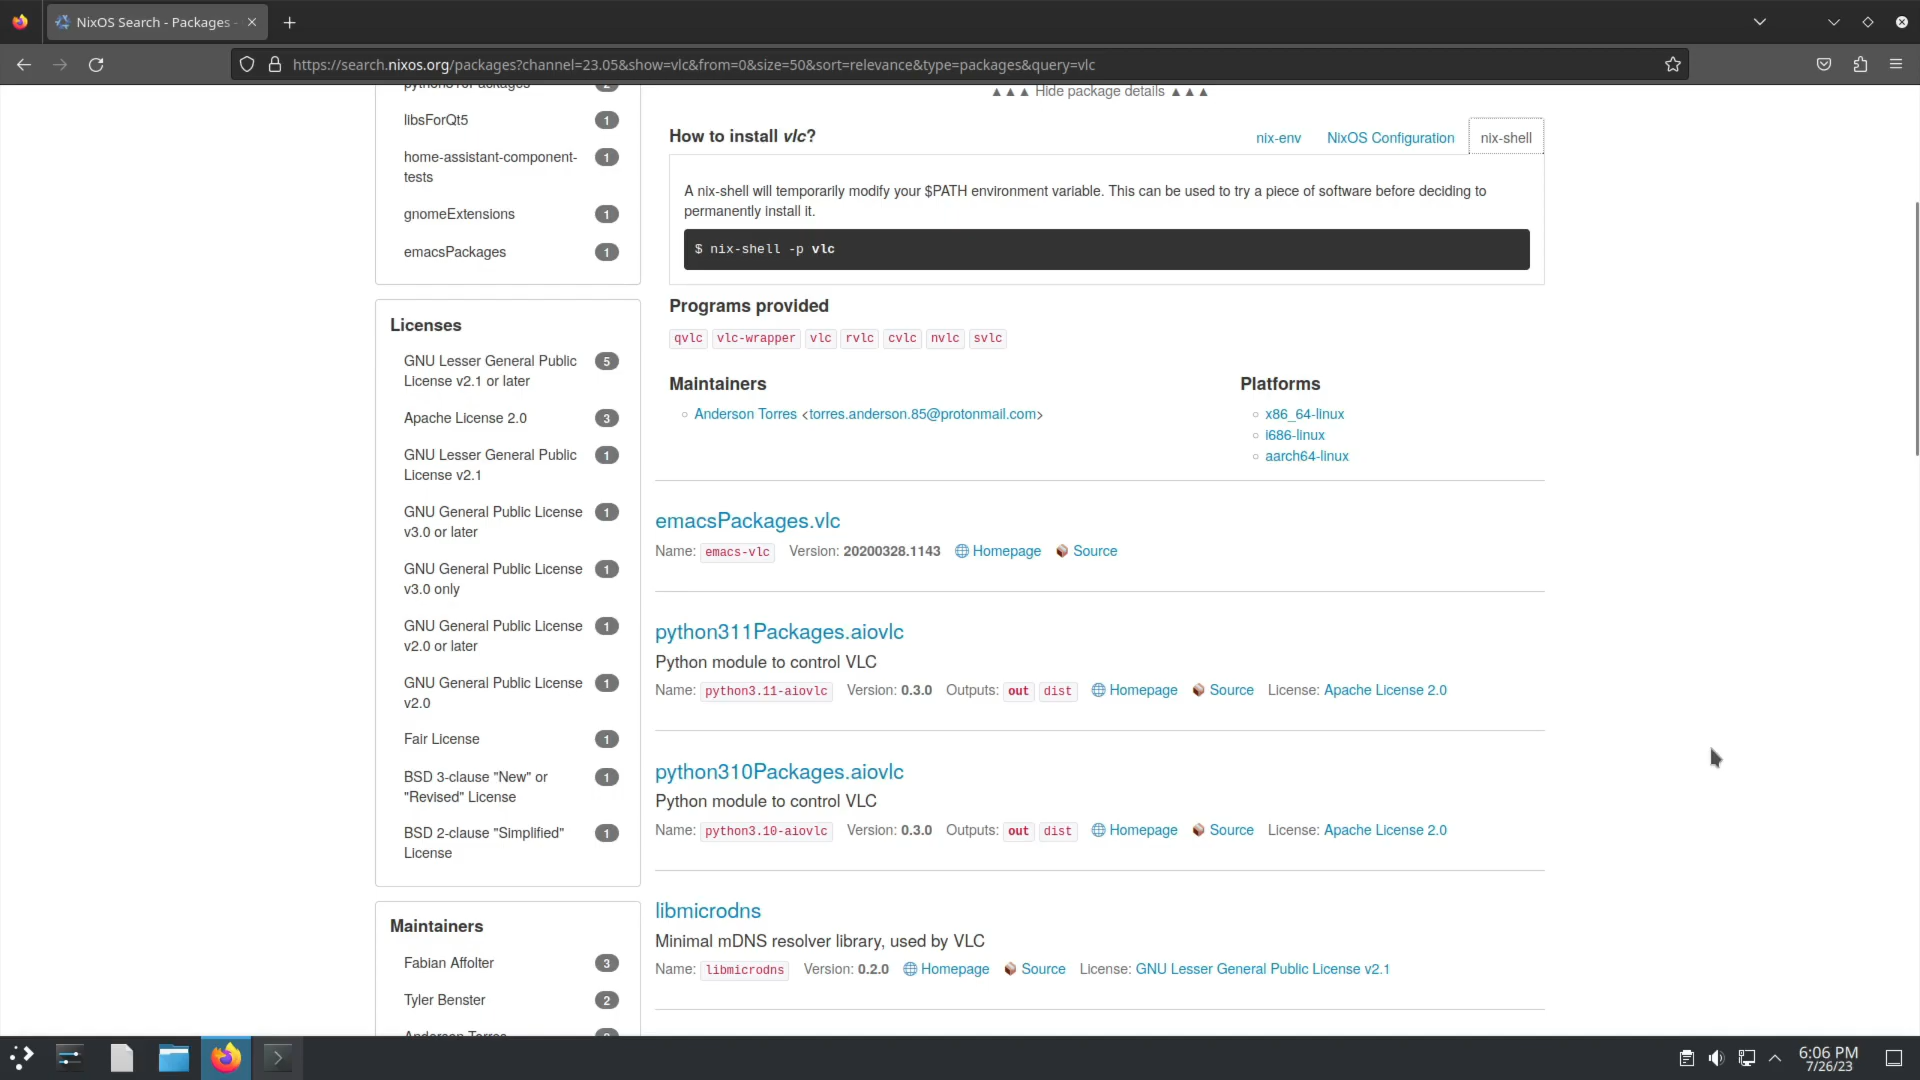 NixOS Search - Packages -
https://search.nixos.org/packages?channel=23.05&show=vlc&from=0&size=50&sort=relevance&type=packages&query=vlc
python310Packages 2
libsForQt5 1
home-assistant-component-
tests 1
gnomeExtensions 1
emacsPackages 1
Licenses
GNU Lesser General Public
License v2.1 or later 5
Apache License 2.0 3
GNU Lesser General Public
License v2.1 1
GNU General Public License
v3.0 or later 1
GNU General Public License
v3.0 only 1
GNU General Public License
v2.0 or later 1
GNU General Public License
v2.0 1
Fair License 1
BSD 3-clause "New" or
"Revised" License 1
BSD 2-clause "Simplified"
License 1
Maintainers
Fabian Affolter 3
Tyler Benster 2
Anderson Torres
▲▲▲ Hide package details ▲▲▲
How to install vlc?
nix-env NixOS Configuration nix-shell
A nix-shell will temporarily modify your $PATH environment variable. This can be used to try a piece of software before deciding to
permanently install it.
$ nix-shell -p vlc
Programs provided
qvlc vlc-wrapper vlc rvlc cvlc nvlc svlc
Maintainers
Anderson Torres <torres.anderson.85@protonmail.com>
Platforms
x86_64-linux
i686-linux
aarch64-linux
emacsPackages.vlc
Name: emacs-vlc Version: 20200328.1143 Homepage Source
python311Packages.aiovlc
Python module to control VLC
Name: python3.11-aiovlc Version: 0.3.0 Outputs: out dist Homepage Source License: Apache License 2.0
python310Packages.aiovlc
Python module to control VLC
Name: python3.10-aiovlc Version: 0.3.0 Outputs: out dist Homepage Source License: Apache License 2.0
libmicrodns
Minimal mDNS resolver library, used by VLC
Name: libmicrodns Version: 0.2.0 Homepage Source License: GNU Lesser General Public License v2.1
6:06 PM
7/26/23